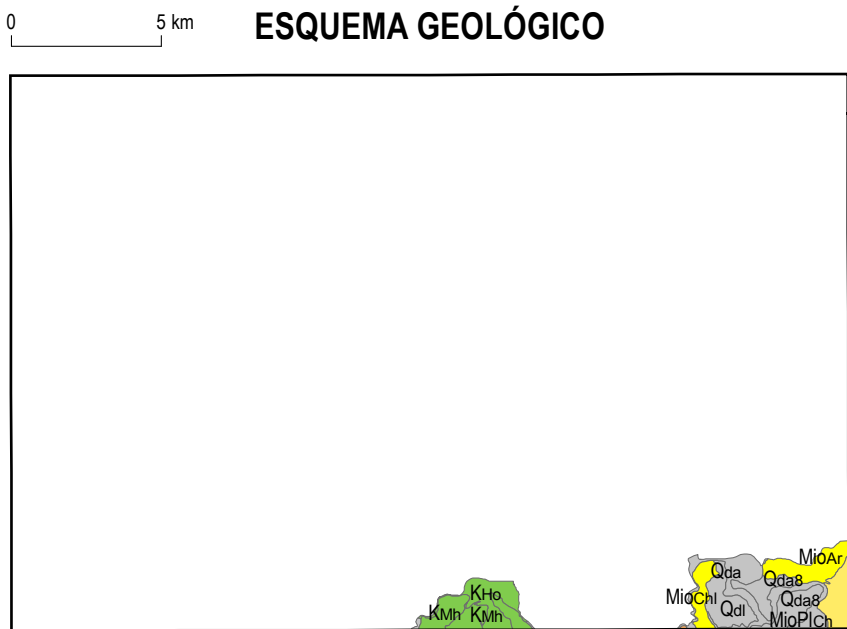 0 5 km ESQUEMA GEOLÓGICO
MioAr
Qda
Qda8
KHo
MioChl
Qda8
KMh KMh
Qdl
MioPlCh